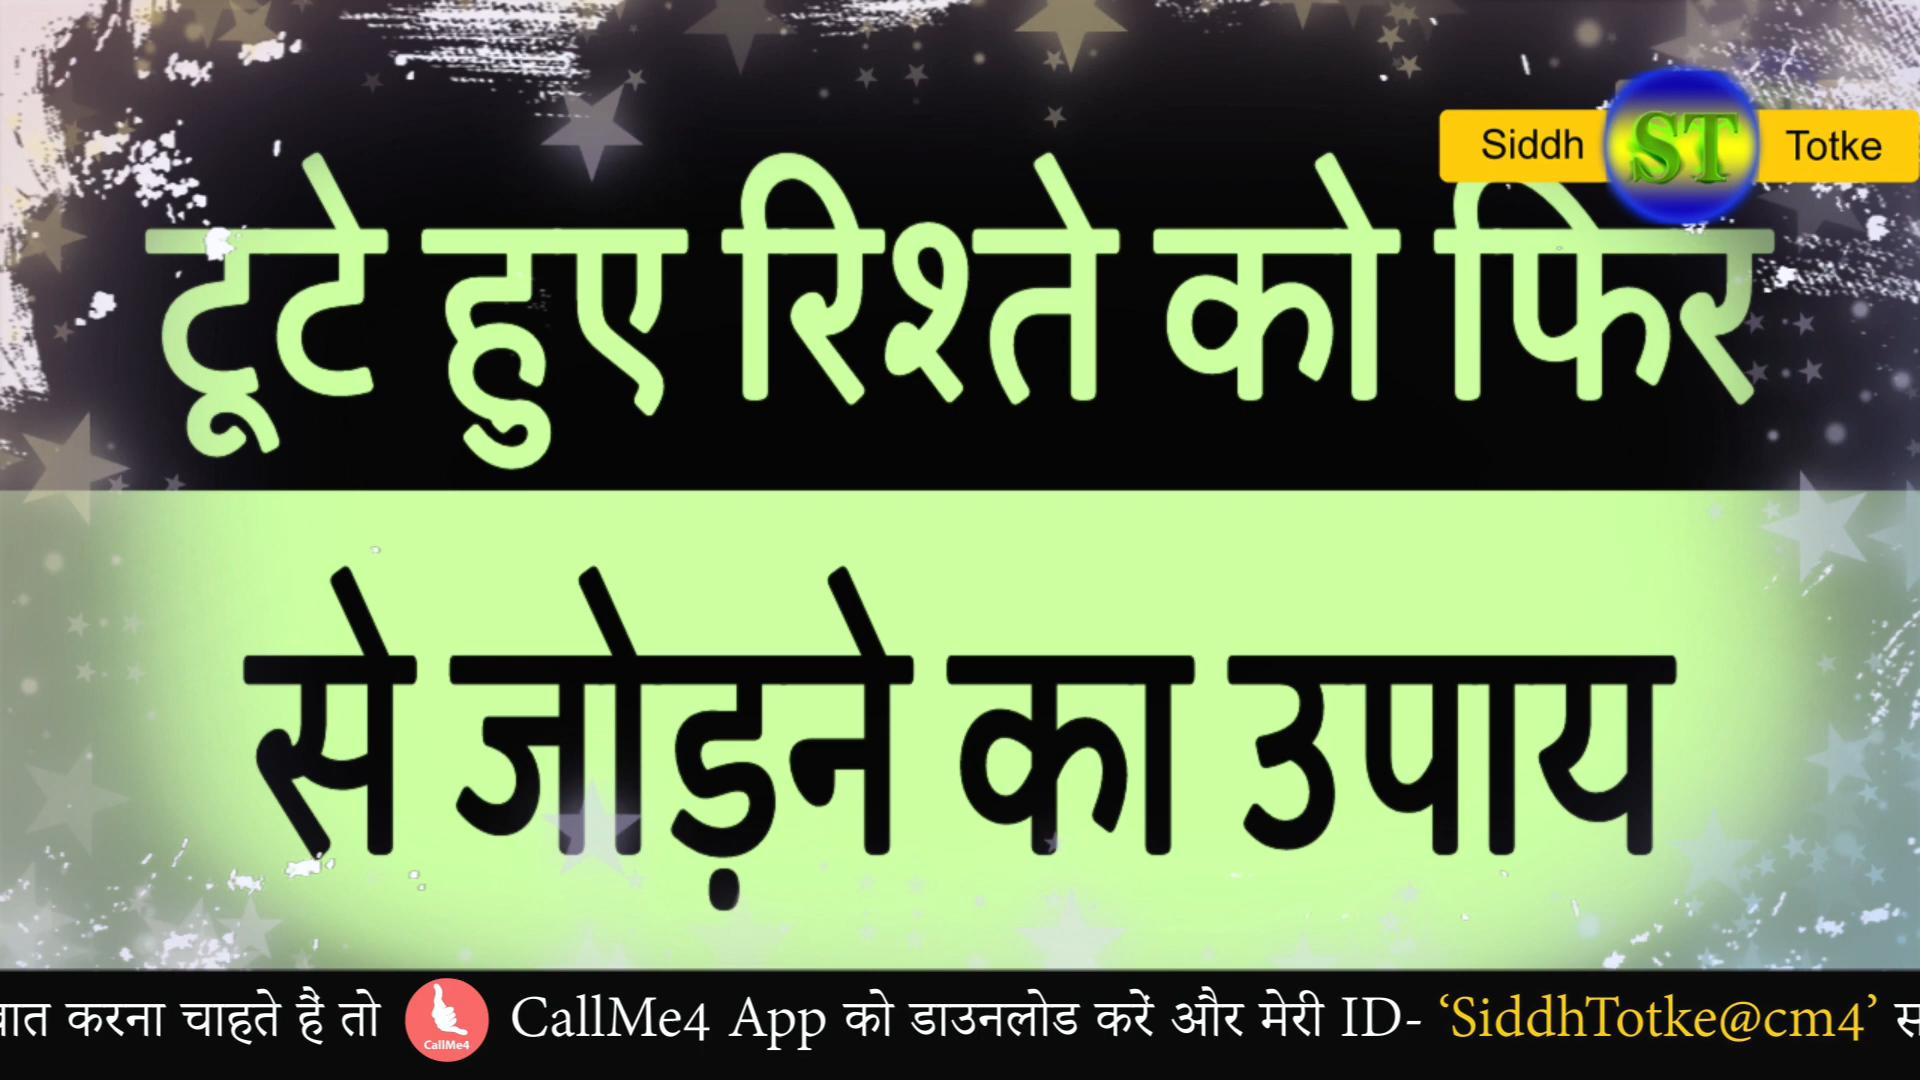 Siddh ST Totke
टूटे हुए रिश्ते को फिर
से जोड़ने का उपाय
करना चाहते हैं तो CallMe4 CallMe4 App को डाउनलोड करें और मेरी ID- ‘SiddhTotke@cm4’